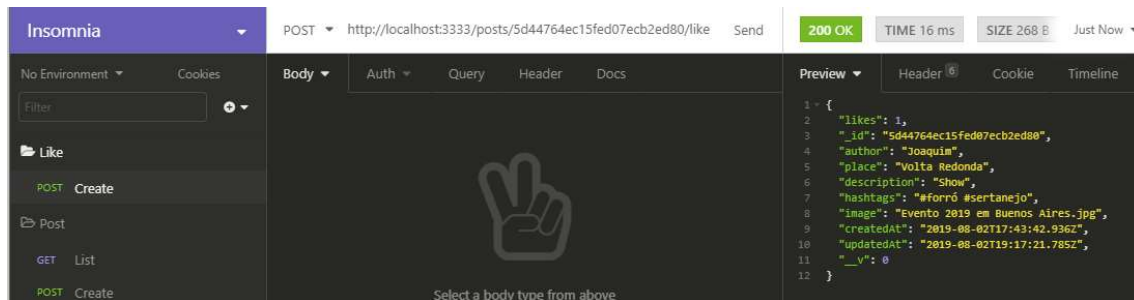 Insomnia
POST http://localhost:3333/posts/5d44764ec15fed07ecb2ed80/like Send
200 OK TIME 16 ms SIZE 268 B Just Now
No Environment Cookies
Body Auth Query Header Docs
Preview Header 6 Cookie Timeline
Filter
Like
POST Create
Post
GET List
POST Create
Select a body type from above
1 {
2 "likes": 1,
3 "_id": "5d44764ec15fed07ecb2ed80",
4 "author": "Joaquim",
5 "place": "Volta Redonda",
6 "description": "Show",
7 "hashtags": "#forró #sertanejo",
8 "image": "Evento 2019 em Buenos Aires.jpg",
9 "createdAt": "2019-08-02T17:43:42.936Z",
10 "updatedAt": "2019-08-02T19:17:21.785Z",
11 "__v": 0
12 }